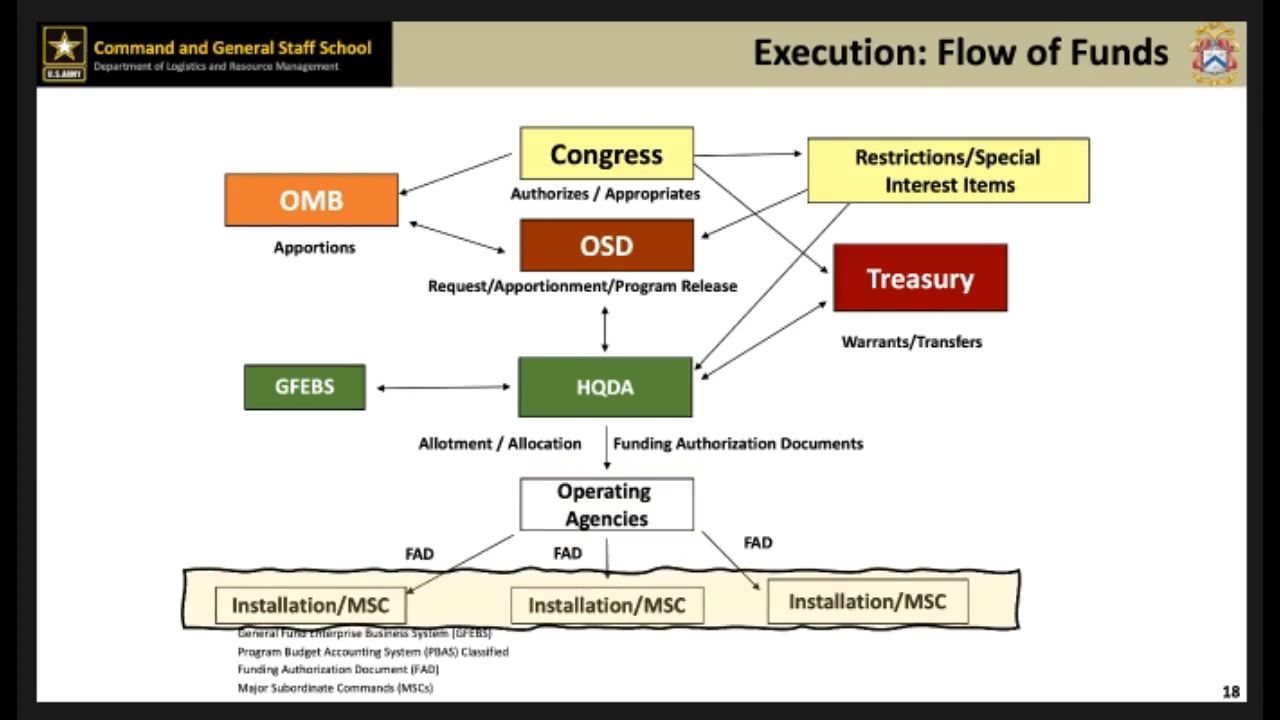 Command and General Staff School
Department of Logistics and Resource Management
U.S.ARMY
Execution: Flow of Funds
Congress
Authorizes / Appropriates
Restrictions/Special
Interest Items
OMB
Apportions
OSD
Request/Apportionment/Program Release
Treasury
Warrants/Transfers
GFEBS
HQDA
Allotment / Allocation
Funding Authorization Documents
Operating
Agencies
FAD
FAD
FAD
Installation/MSC
Installation/MSC
Installation/MSC
General Fund Enterprise Business System (GFEBS)
Program Budget Accounting System (PBAS) Classified
Funding Authorization Document (FAD)
Major Subordinate Commands (MSCs)
18